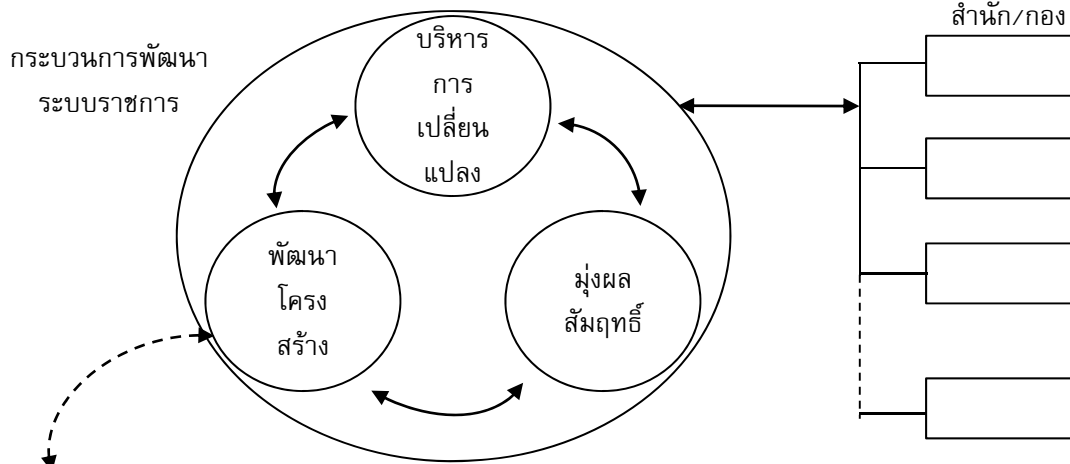 กระบวนการพัฒนา
ระบบราชการ
บริหาร
การ
เปลี่ยน
แปลง
พัฒนา
โครง
สร้าง
มุ่งผล
สัมฤทธิ์
สำนัก/กอง